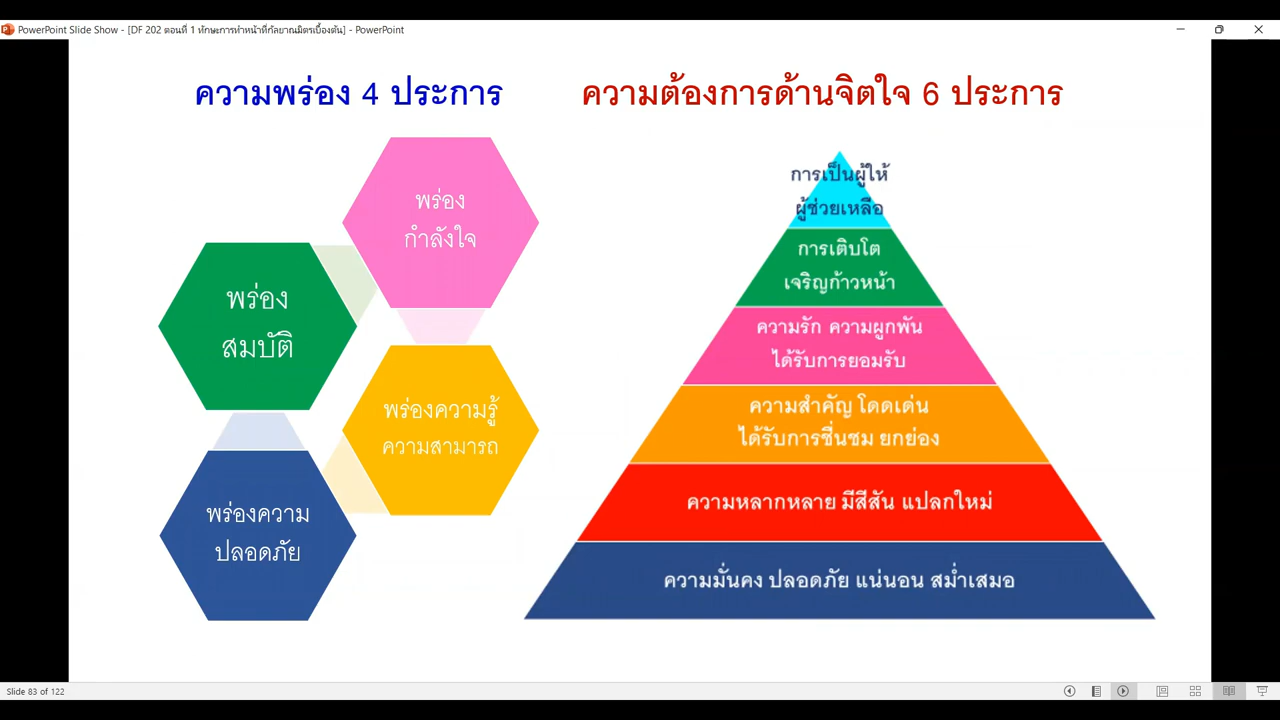 PowerPoint Slide Show - [DF 202 ตอนที่ 1 ทักษะการทำหน้าที่กัลยาณมิตรเบื้องต้น] - PowerPoint
ความพร่อง 4 ประการ
พร่อง
กำลังใจ
พร่อง
สมบัติ
พร่องความรู้
ความสามารถ
พร่องความ
ปลอดภัย
ความต้องการด้านจิตใจ 6 ประการ
การเป็นผู้ให้
ผู้ช่วยเหลือ
การเติบโต
เจริญก้าวหน้า
ความรัก ความผูกพัน
ได้รับการยอมรับ
ความสำคัญ โดดเด่น
ได้รับการชื่นชม ยกย่อง
ความหลากหลาย มีสีสัน แปลกใหม่
ความมั่นคง ปลอดภัย แน่นอน สม่ำเสมอ
Slide 83 of 122